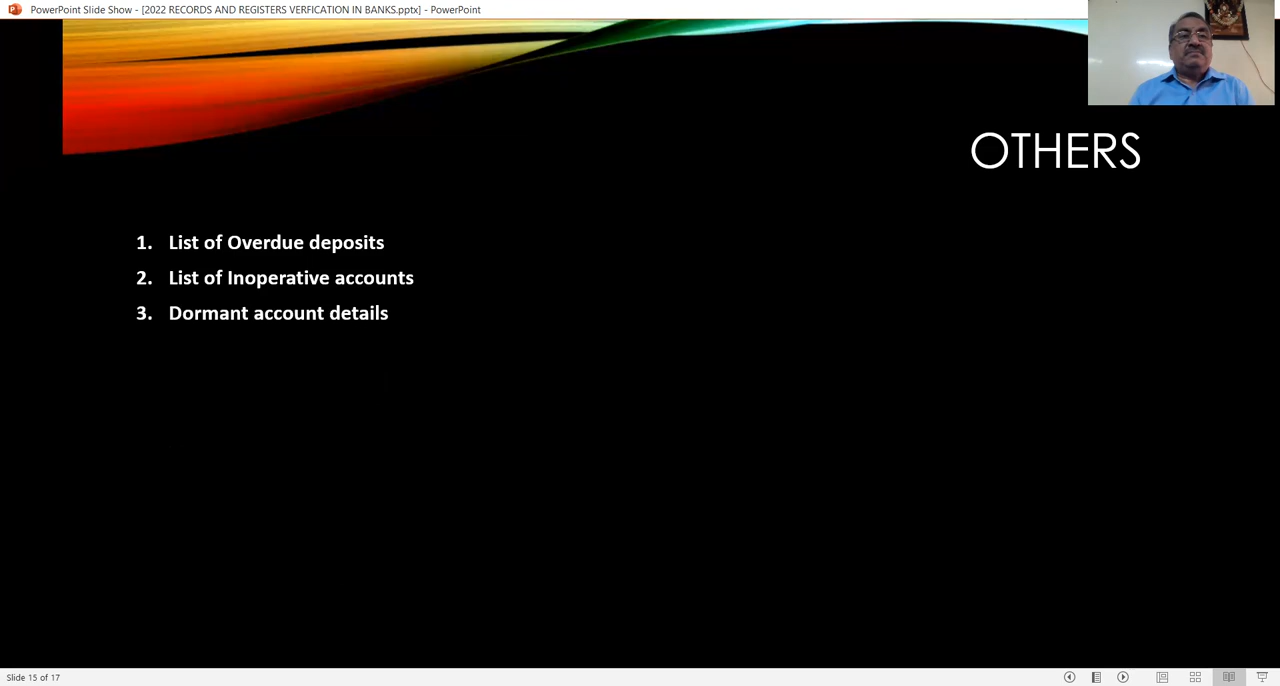 PowerPoint Slide Show - [2022 RECORDS AND REGISTERS VERFICATION IN BANKS.pptx] - PowerPoint
OTHERS
1. List of Overdue deposits
2. List of Inoperative accounts
3. Dormant account details
Slide 15 of 17